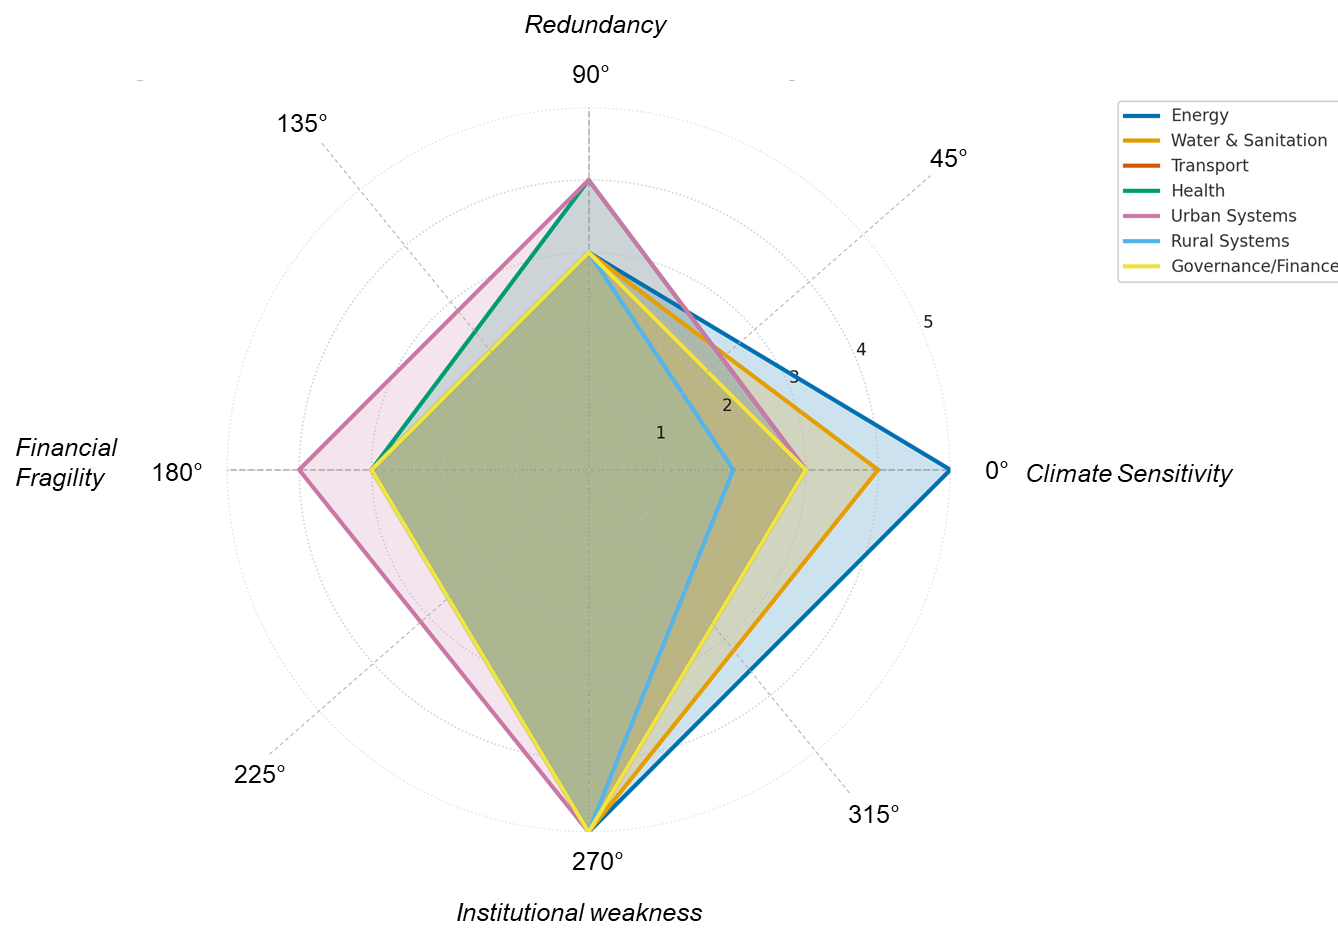 Redundancy
90°
135°
45°
Energy
Water & Sanitation
Transport
Health
Urban Systems
Rural Systems
Governance/Finance
5
4
3
2
1
Financial
Fragility
180°
0°
Climate Sensitivity
225°
315°
270°
Institutional weakness